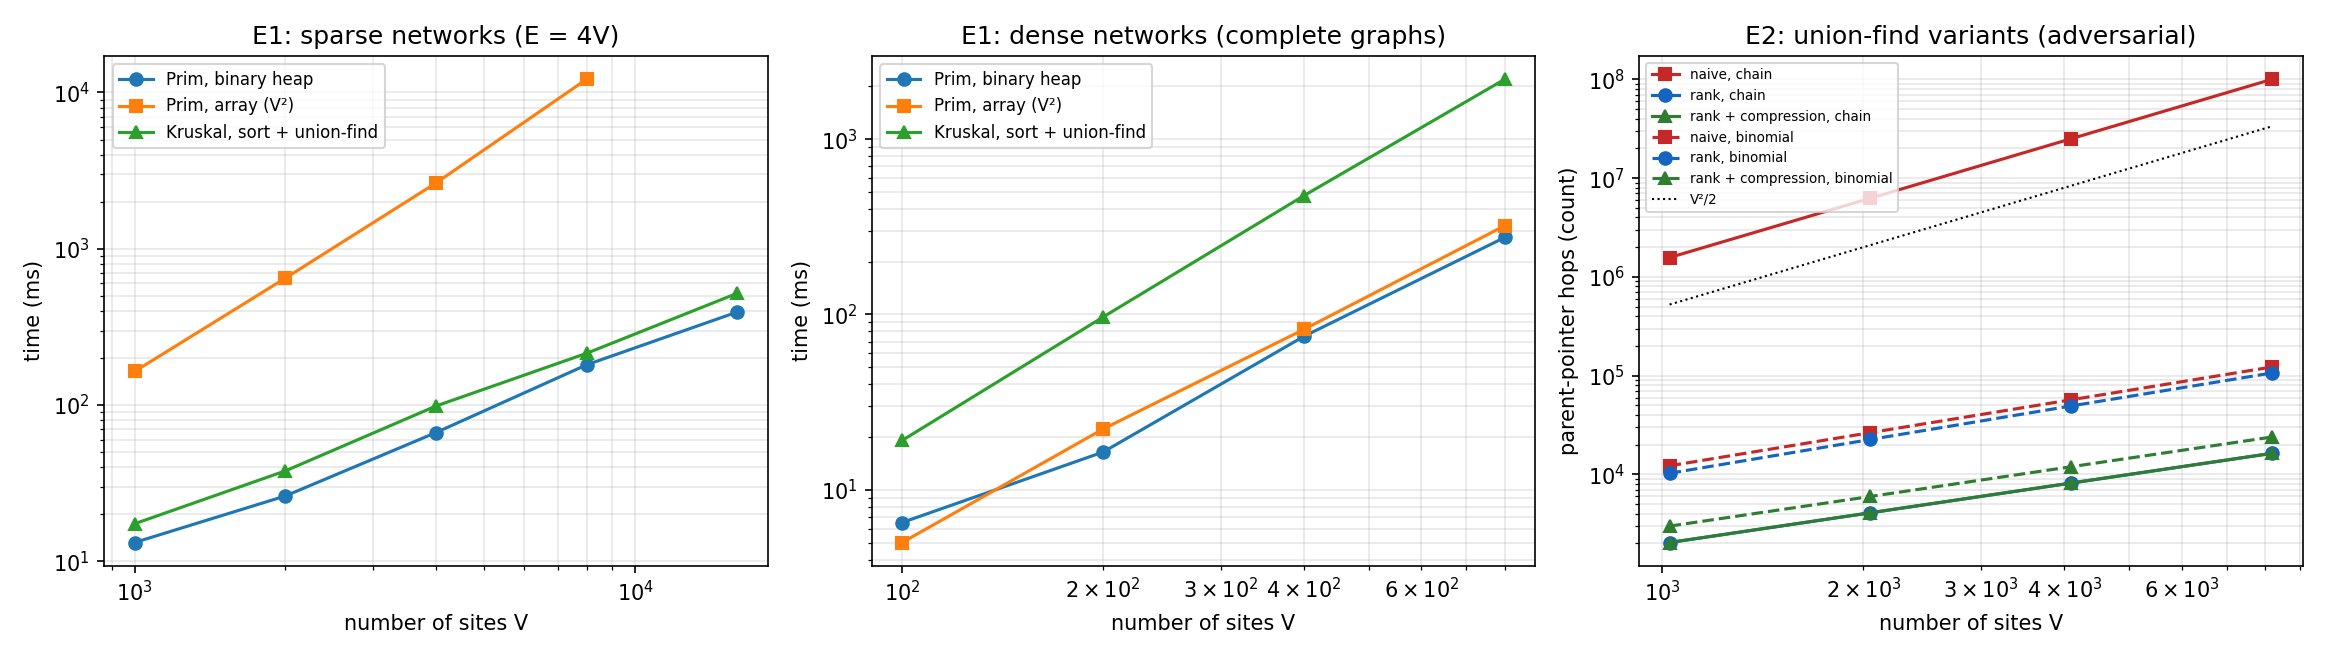 E1: sparse networks (E = 4V)
Prim, binary heap
Prim, array (V²)
Kruskal, sort + union-find
10⁴
10³
10²
10¹
time (ms)
10³
10⁴
number of sites V
E1: dense networks (complete graphs)
Prim, binary heap
Prim, array (V²)
Kruskal, sort + union-find
10³
10²
10¹
time (ms)
10²
2 × 10²
3 × 10²
4 × 10²
6 × 10²
number of sites V
E2: union-find variants (adversarial)
naive, chain
rank, chain
rank + compression, chain
naive, binomial
rank, binomial
rank + compression, binomial
V²/2
10⁸
10⁷
10⁶
10⁵
10⁴
parent-pointer hops (count)
10³
2 × 10³
3 × 10³
4 × 10³
6 × 10³
number of sites V